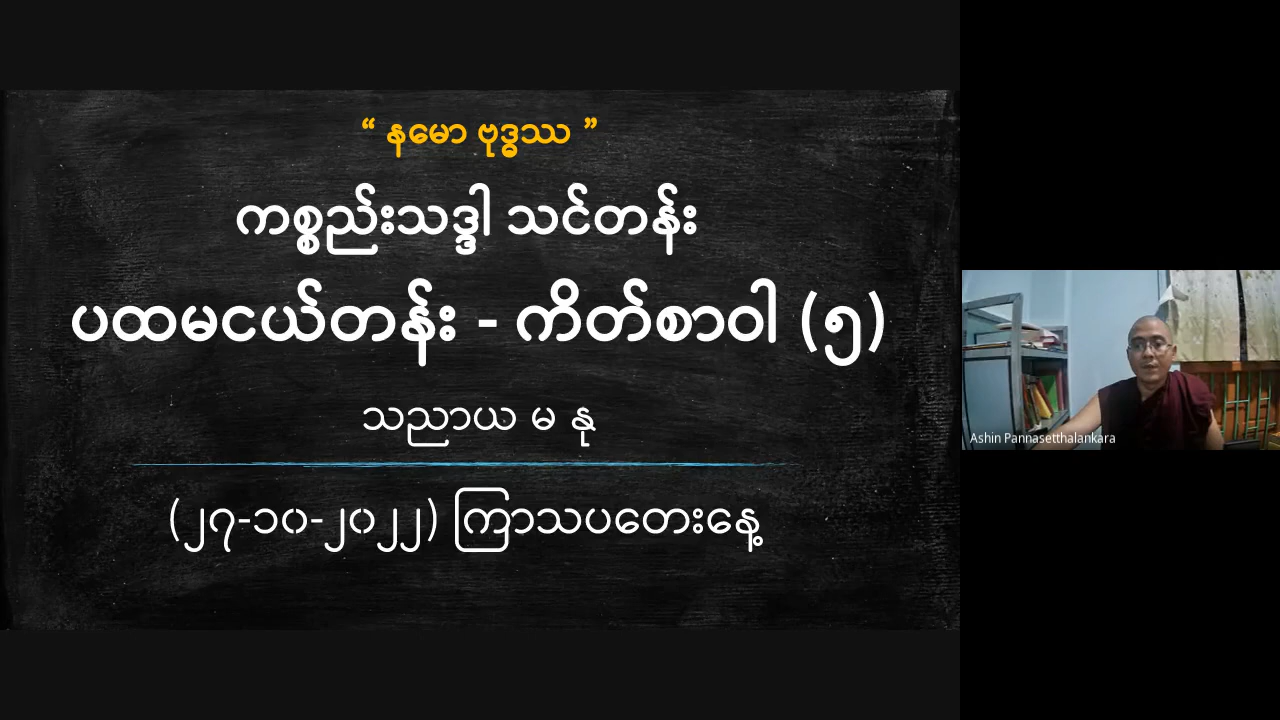 “ နမော ဗုဒ္ဓဿ ”
ကစ္စည်းသဒ္ဒါ သင်တန်း
ပထမငယ်တန်း - ကိတ်စာဝါ (၅)
သညာယ မ နု
(၂၇-၁၀-၂၀၂၂) ကြာသပတေးနေ့
Ashin Pannasetthalankara